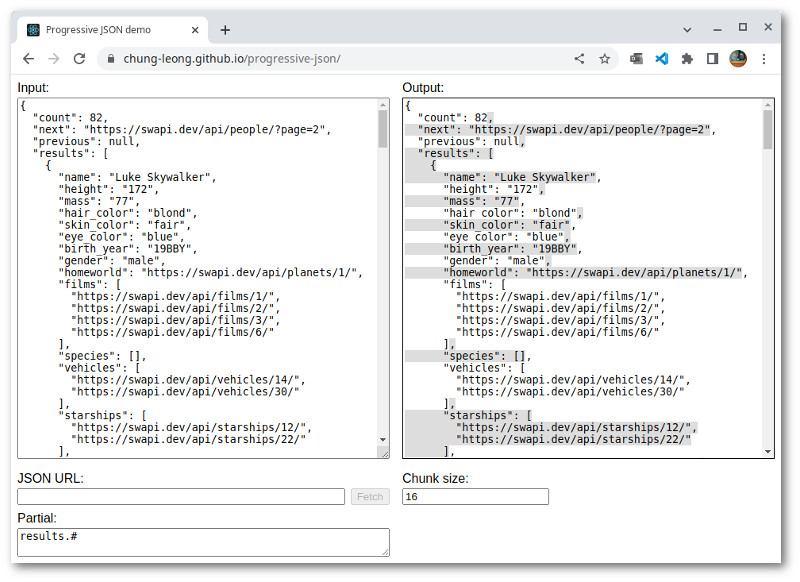 Progressive JSON demo
chung-leong.github.io/progressive-json/
Input:
{
  "count": 82,
  "next": "https://swapi.dev/api/people/?page=2",
  "previous": null,
  "results": [
    {
      "name": "Luke Skywalker",
      "height": "172",
      "mass": "77",
      "hair_color": "blond",
      "skin_color": "fair",
      "eye_color": "blue",
      "birth_year": "19BBY",
      "gender": "male",
      "homeworld": "https://swapi.dev/api/planets/1/",
      "films": [
        "https://swapi.dev/api/films/1/",
        "https://swapi.dev/api/films/2/",
        "https://swapi.dev/api/films/3/",
        "https://swapi.dev/api/films/6/"
      ],
      "species": [],
      "vehicles": [
        "https://swapi.dev/api/vehicles/14/",
        "https://swapi.dev/api/vehicles/30/"
      ],
      "starships": [
        "https://swapi.dev/api/starships/12/",
        "https://swapi.dev/api/starships/22/"
      ],
Output:
{
  "count": 82,
  "next": "https://swapi.dev/api/people/?page=2",
  "previous": null,
  "results": [
    {
      "name": "Luke Skywalker",
      "height": "172",
      "mass": "77",
      "hair color": "blond",
      "skin_color": "fair",
      "eye color": "blue",
      "birth_year": "19BBY",
      "gender": "male",
      "homeworld": "https://swapi.dev/api/planets/1/",
      "films": [
        "https://swapi.dev/api/films/1/",
        "https://swapi.dev/api/films/2/",
        "https://swapi.dev/api/films/3/",
        "https://swapi.dev/api/films/6/"
      ],
      "species": [],
      "vehicles": [
        "https://swapi.dev/api/vehicles/14/",
        "https://swapi.dev/api/vehicles/30/"
      ],
      "starships": [
        "https://swapi.dev/api/starships/12/",
        "https://swapi.dev/api/starships/22/"
      ],
JSON URL:
Fetch
Chunk size:
16
Partial:
results.#